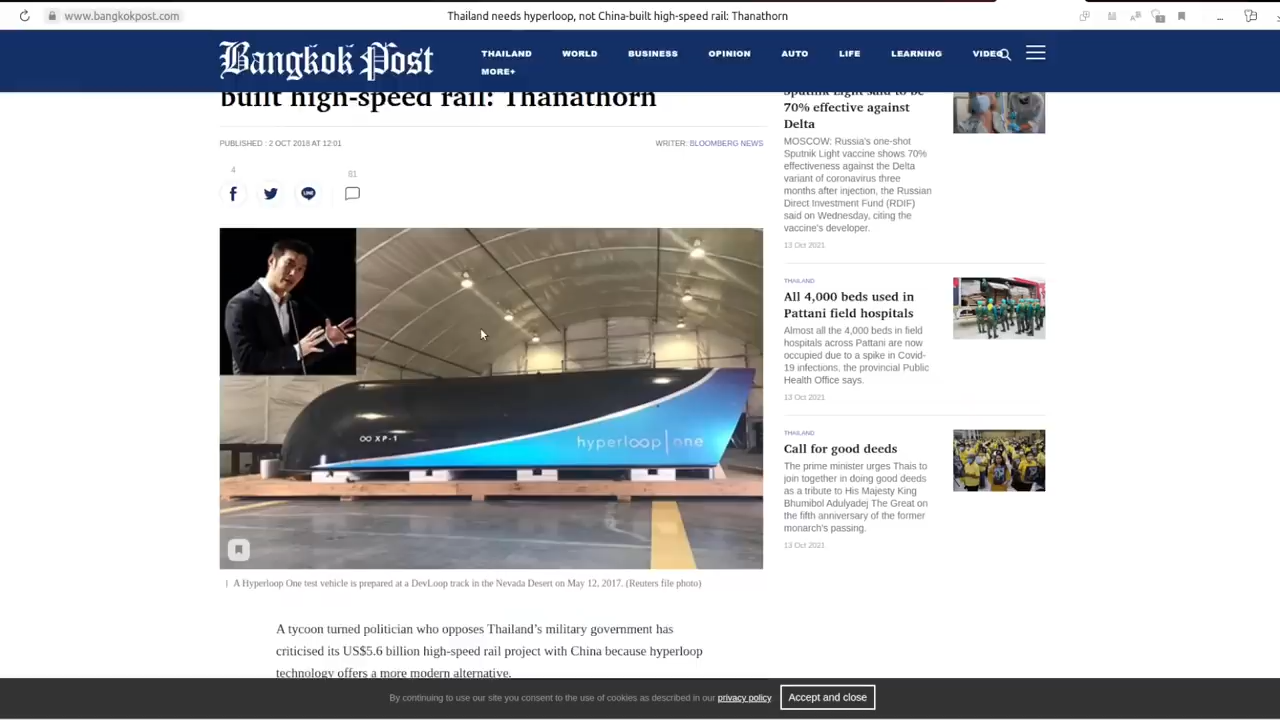 www.bangkokpost.com
Thailand needs hyperloop, not China-built high-speed rail: Thanathorn
Bangkok Post
THAILAND
WORLD
BUSINESS
OPINION
AUTO
LIFE
LEARNING
VIDEO
MORE+
built high-speed rail: Thanathorn
PUBLISHED : 2 OCT 2018 AT 12:01
WRITER: BLOOMBERG NEWS
4
81
LINE
∞ XP-1
hyperloop | one
A Hyperloop One test vehicle is prepared at a DevLoop track in the Nevada Desert on May 12, 2017. (Reuters file photo)
A tycoon turned politician who opposes Thailand's military government has
criticised its US$5.6 billion high-speed rail project with China because hyperloop
technology offers a more modern alternative.
Sputnik Light said to be
70% effective against
Delta
MOSCOW: Russia's one-shot
Sputnik Light vaccine shows 70%
effectiveness against the Delta
variant of coronavirus three
months after injection, the Russian
Direct Investment Fund (RDIF)
said on Wednesday, citing the
vaccine's developer.
13 Oct 2021
THAILAND
All 4,000 beds used in
Pattani field hospitals
Almost all the 4,000 beds in field
hospitals across Pattani are now
occupied due to a spike in Covid-
19 infections, the provincial Public
Health Office says.
13 Oct 2021
THAILAND
Call for good deeds
The prime minister urges Thais to
join together in doing good deeds
as a tribute to His Majesty King
Bhumibol Adulyadej The Great on
the fifth anniversary of the former
monarch's passing.
13 Oct 2021
By continuing to use our site you consent to the use of cookies as described in our privacy policy
Accept and close